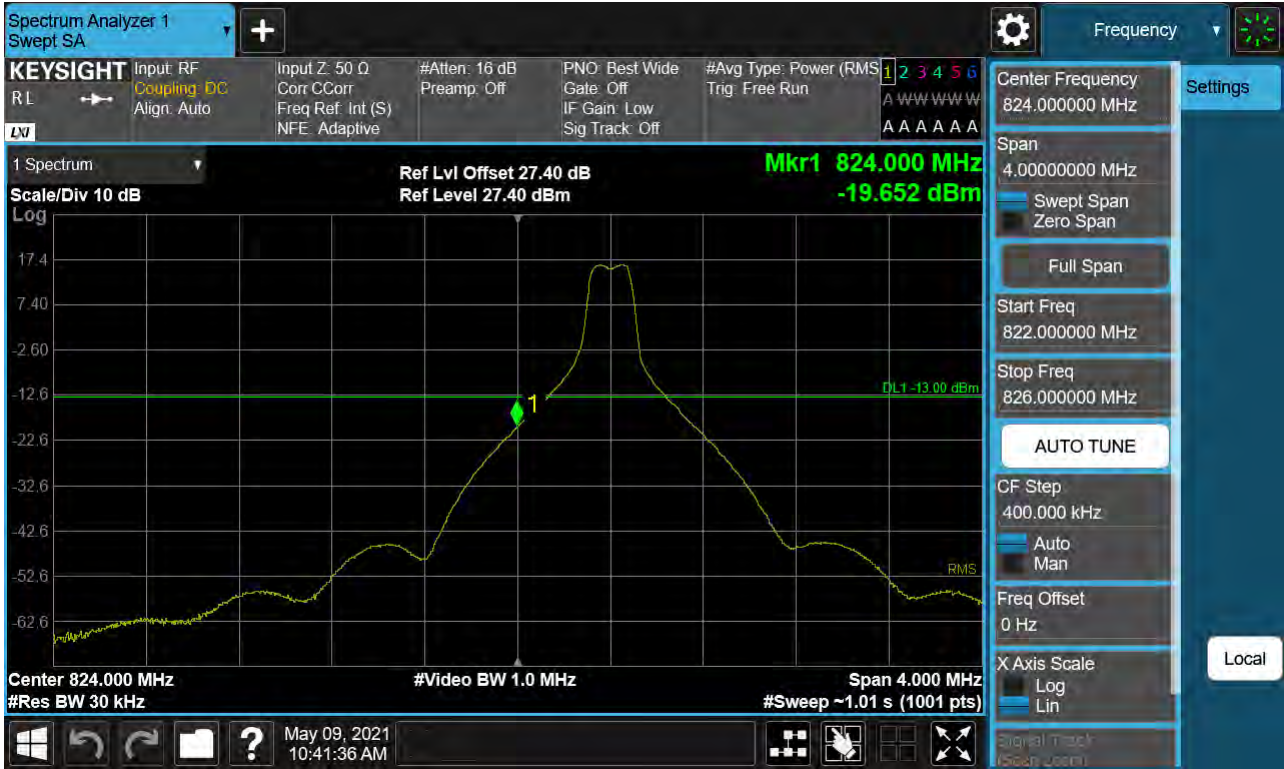 Spectrum Analyzer 1
Swept SA
Frequency
KEYSIGHT
R L
LXI
Input: RF
Coupling: DC
Align: Auto
Input Z: 50 Ω
Corr CCorr
Freq Ref: Int (S)
NFE: Adaptive
#Atten: 16 dB
Preamp: Off
PNO: Best Wide
Gate: Off
IF Gain: Low
Sig Track: Off
#Avg Type: Power (RMS
Trig: Free Run
1 2 3 4 5 6
A W W W W W
A A A A A A
1 Spectrum
Scale/Div 10 dB
Log
Ref Lvl Offset 27.40 dB
Ref Level 27.40 dBm
Mkr1 824.000 MHz
-19.652 dBm
17.4
7.40
-2.60
-12.6
-22.6
-32.6
-42.6
-52.6
-62.6
1
DL1 -13.00 dBm
RMS
Center 824.000 MHz
#Res BW 30 kHz
#Video BW 1.0 MHz
Span 4.000 MHz
#Sweep ~1.01 s (1001 pts)
Center Frequency
824.000000 MHz
Span
4.00000000 MHz
Swept Span
Zero Span
Full Span
Start Freq
822.000000 MHz
Stop Freq
826.000000 MHz
AUTO TUNE
CF Step
400.000 kHz
Auto
Man
Freq Offset
0 Hz
X Axis Scale
Log
Lin
Signal Track
(Span Zoom)
Settings
Local
?
May 09, 2021
10:41:36 AM